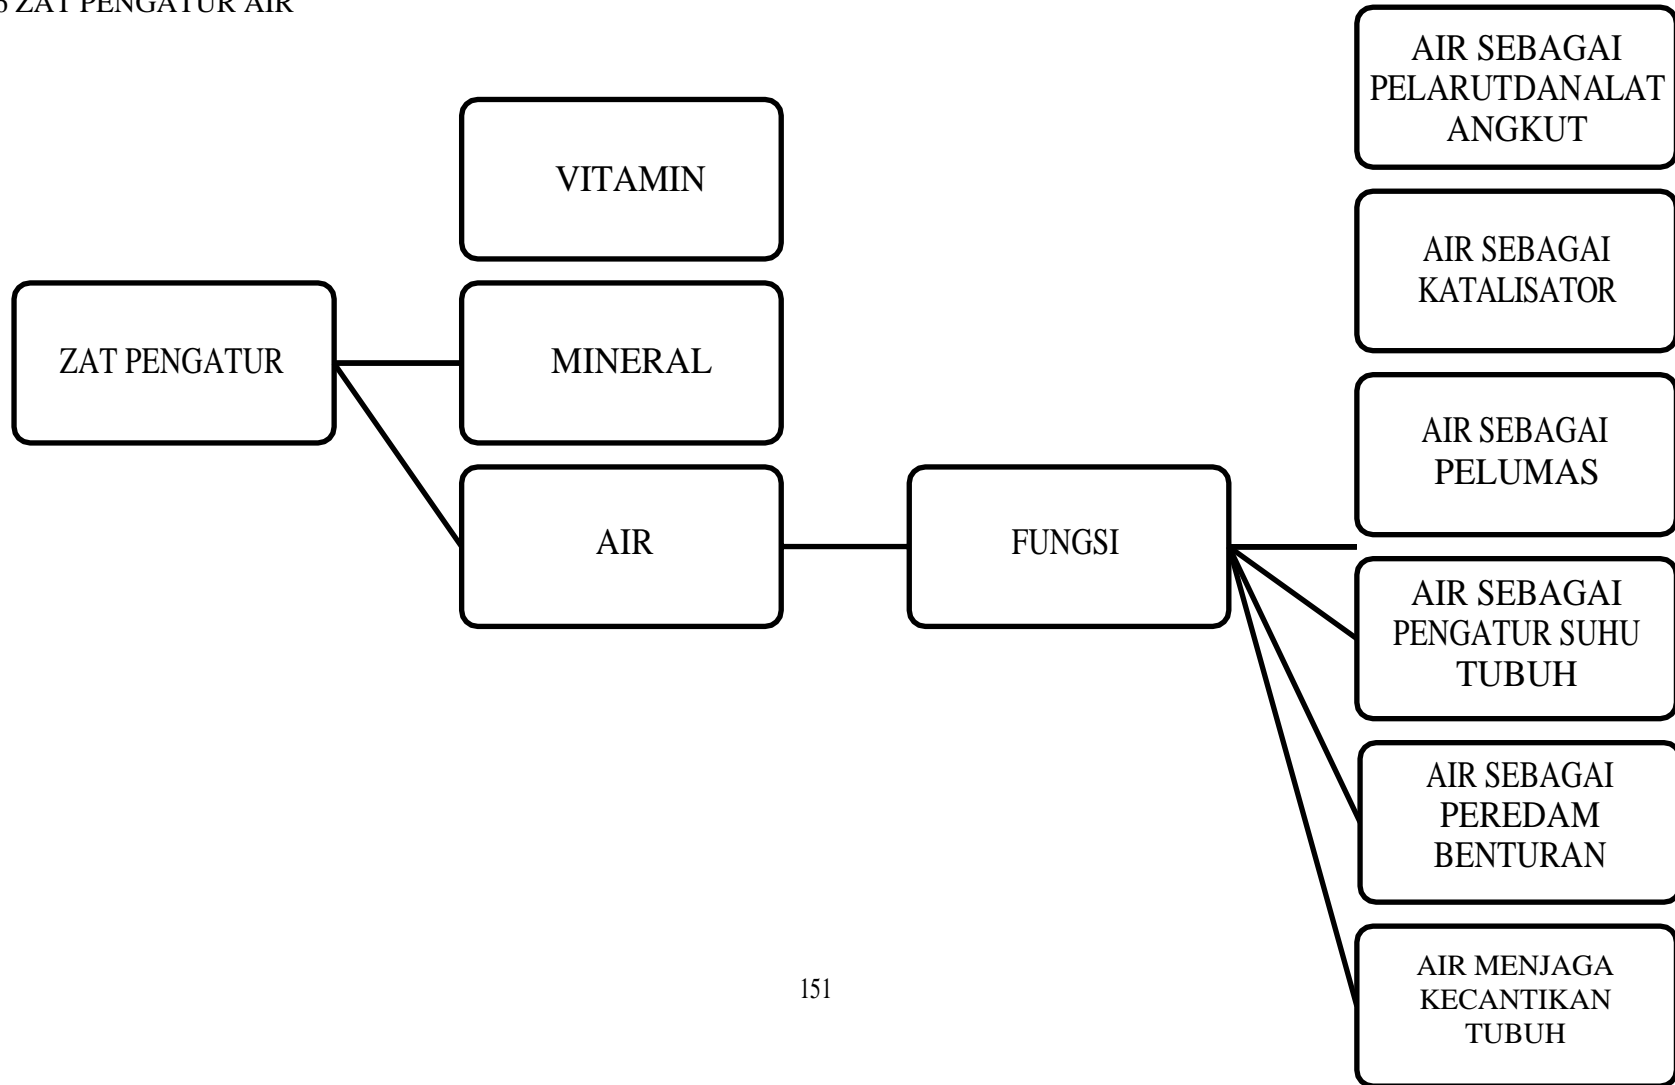 ZAT PENGATUR AIR
AIR SEBAGAI
PELARUTDANALAT
ANGKUT
VITAMIN
AIR SEBAGAI
KATALISATOR
ZAT PENGATUR
MINERAL
AIR SEBAGAI
PELUMAS
AIR
FUNGSI
AIR SEBAGAI
PENGATUR SUHU
TUBUH
AIR SEBAGAI
PEREDAM
BENTURAN
AIR MENJAGA
KECANTIKAN
TUBUH
151